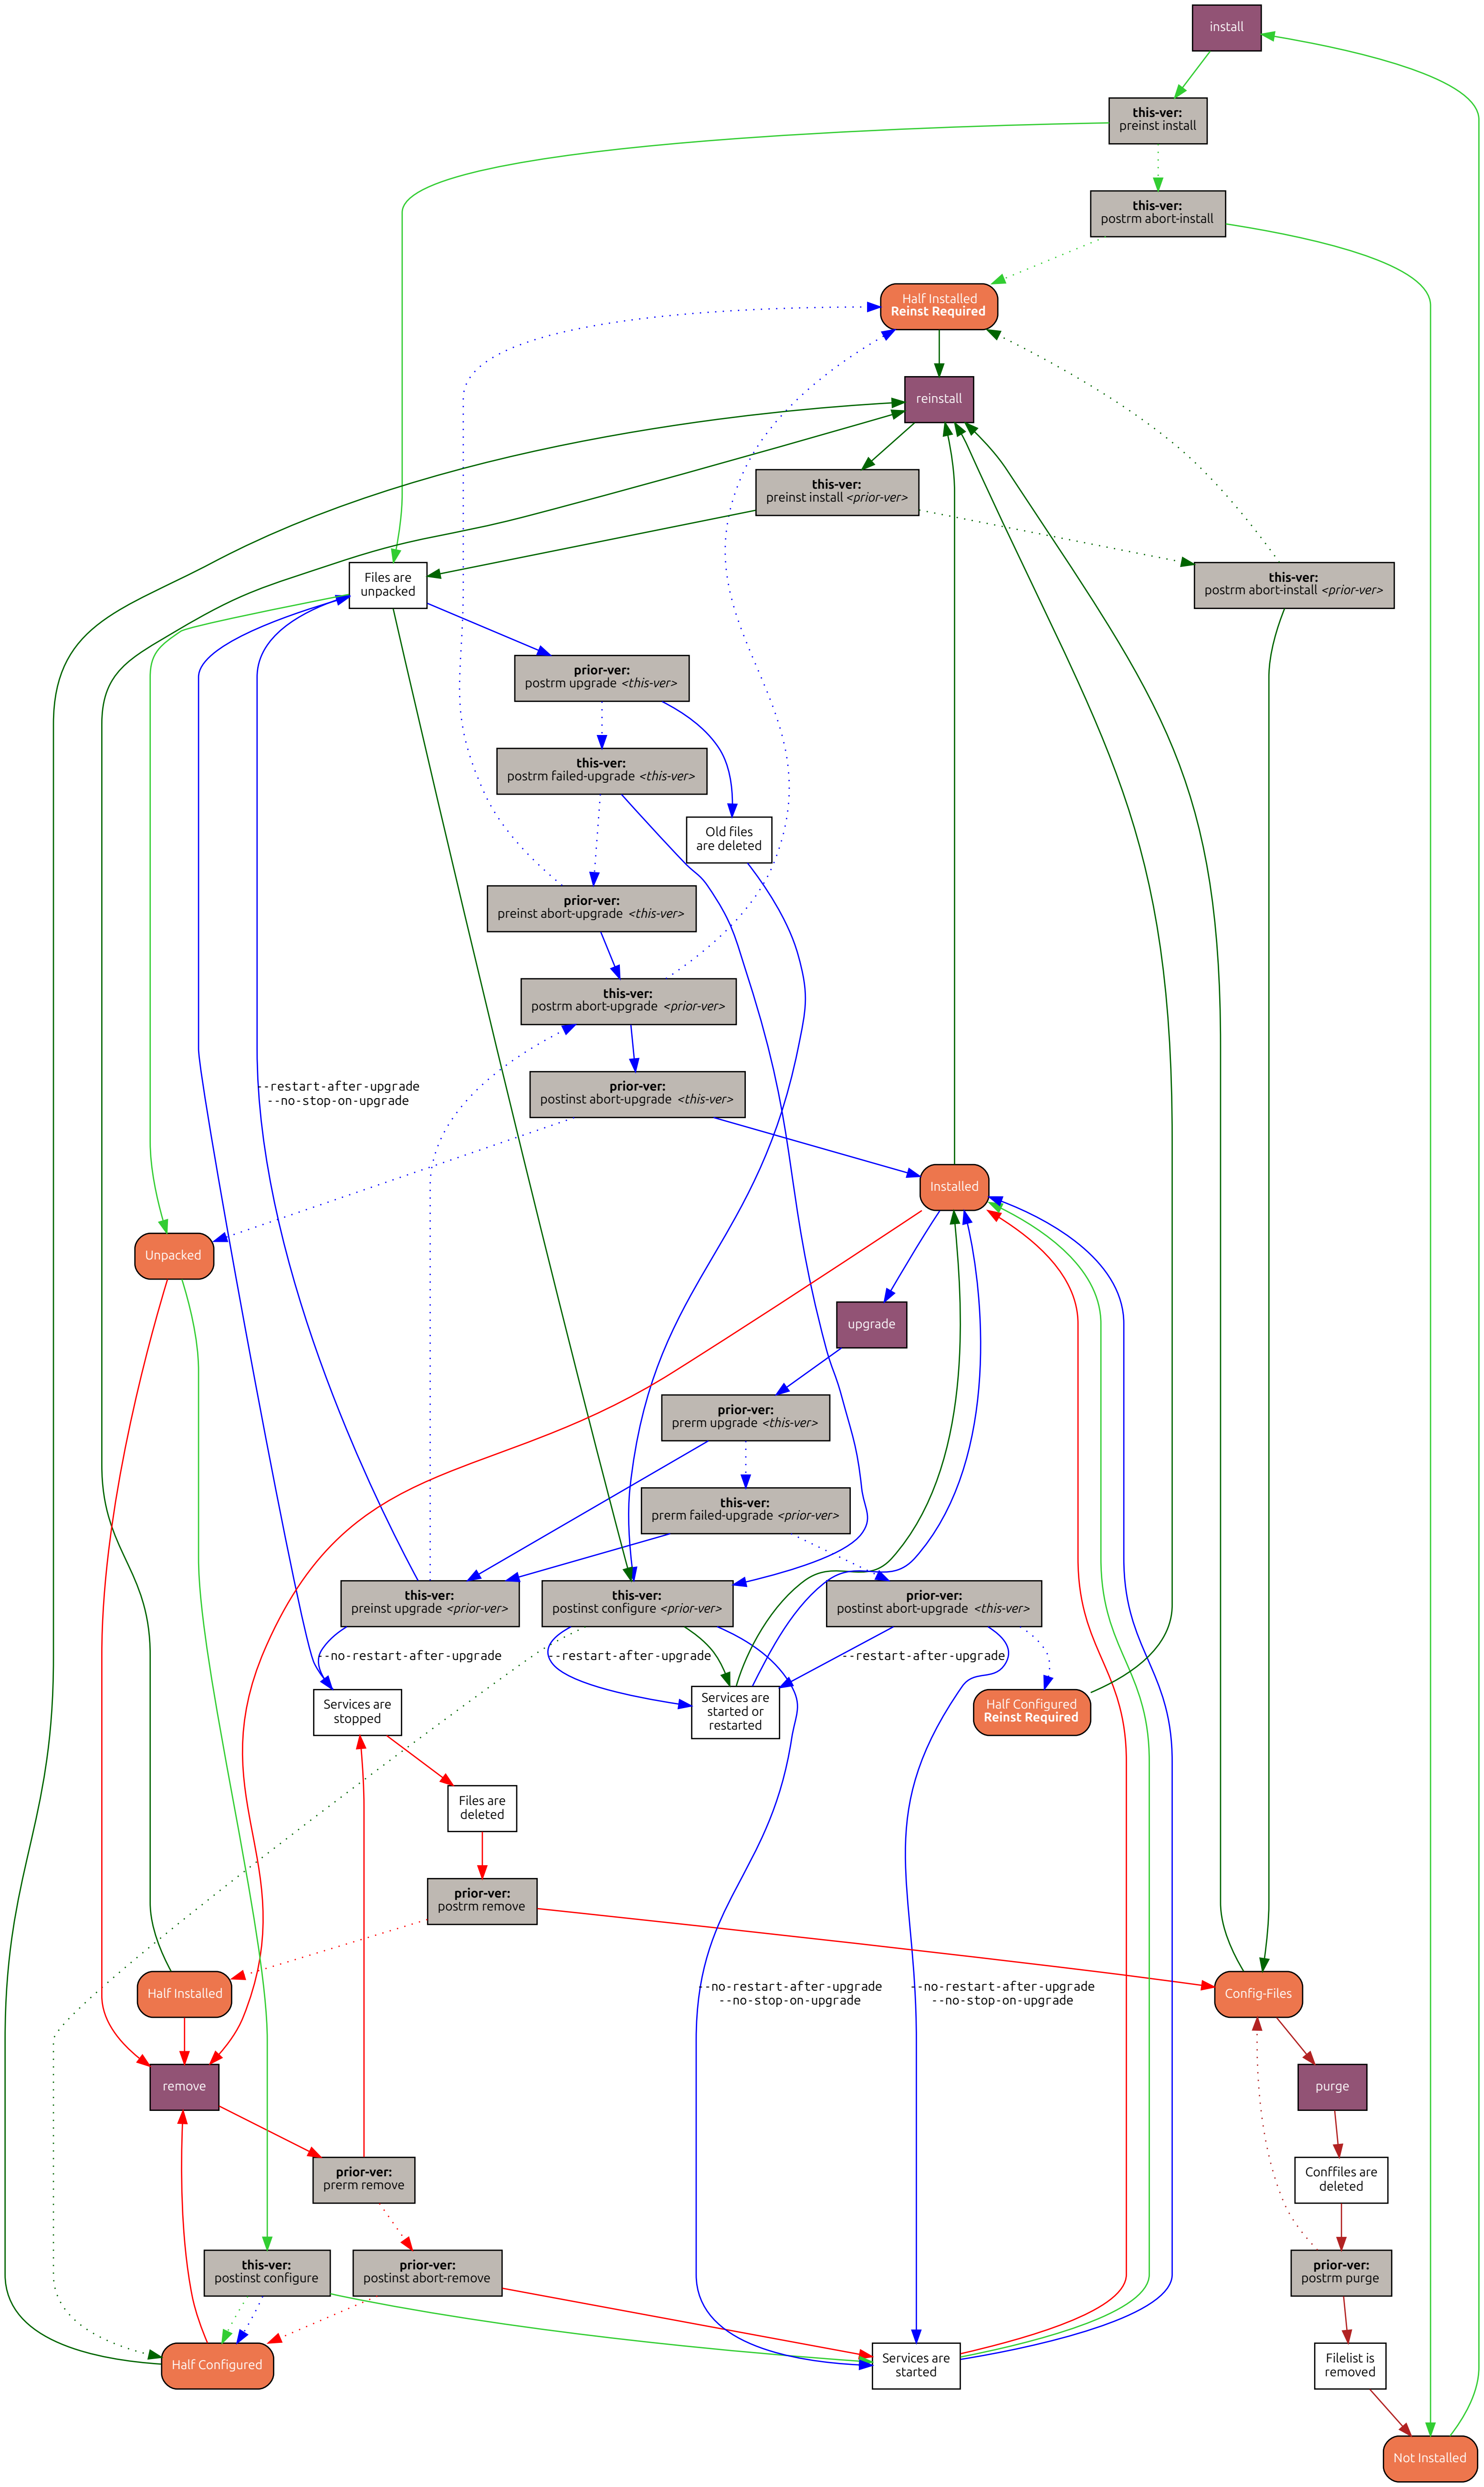 install
this-ver:
preinst install
this-ver:
postrm abort-install
Half Installed
Reinst Required
reinstall
this-ver:
preinst install <prior-ver>
Files are
unpacked
this-ver:
postrm abort-install <prior-ver>
prior-ver:
postrm upgrade <this-ver>
this-ver:
postrm failed-upgrade <this-ver>
Old files
are deleted
prior-ver:
preinst abort-upgrade <this-ver>
this-ver:
postrm abort-upgrade <prior-ver>
--restart-after-upgrade
--no-stop-on-upgrade
prior-ver:
postinst abort-upgrade <this-ver>
Installed
Unpacked
upgrade
prior-ver:
prerm upgrade <this-ver>
this-ver:
prerm failed-upgrade <prior-ver>
this-ver:
preinst upgrade <prior-ver>
this-ver:
postinst configure <prior-ver>
prior-ver:
postinst abort-upgrade <this-ver>
--no-restart-after-upgrade
--restart-after-upgrade
--restart-after-upgrade
Services are
stopped
Services are
started or
restarted
Half Configured
Reinst Required
Files are
deleted
prior-ver:
postrm remove
Half Installed
--no-restart-after-upgrade
--no-stop-on-upgrade
--no-restart-after-upgrade
--no-stop-on-upgrade
Config-Files
remove
purge
prior-ver:
prerm remove
Conffiles are
deleted
this-ver:
postinst configure
prior-ver:
postinst abort-remove
prior-ver:
postrm purge
Half Configured
Services are
started
Filelist is
removed
Not Installed